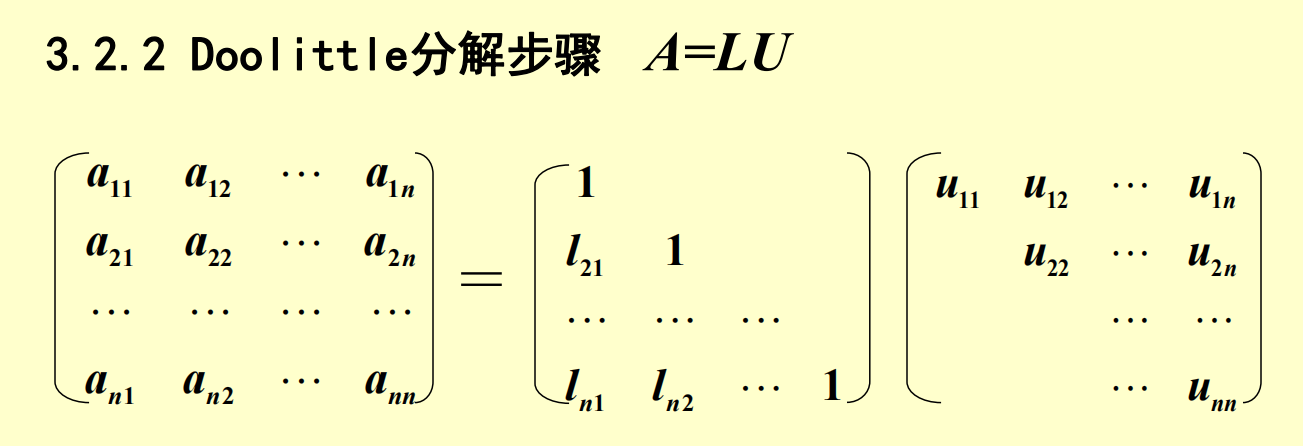 3.2.2 Doolittle分解步骤 A=LU
a11 a12 ⋯ a1n
a21 a22 ⋯ a2n
⋯ ⋯ ⋯ ⋯
an1 an2 ⋯ ann
=
1
l21 1
⋯ ⋯ ⋯
ln1 ln2 ⋯ 1
u11 u12 ⋯ u1n
u22 ⋯ u2n
⋯ ⋯
⋯ unn